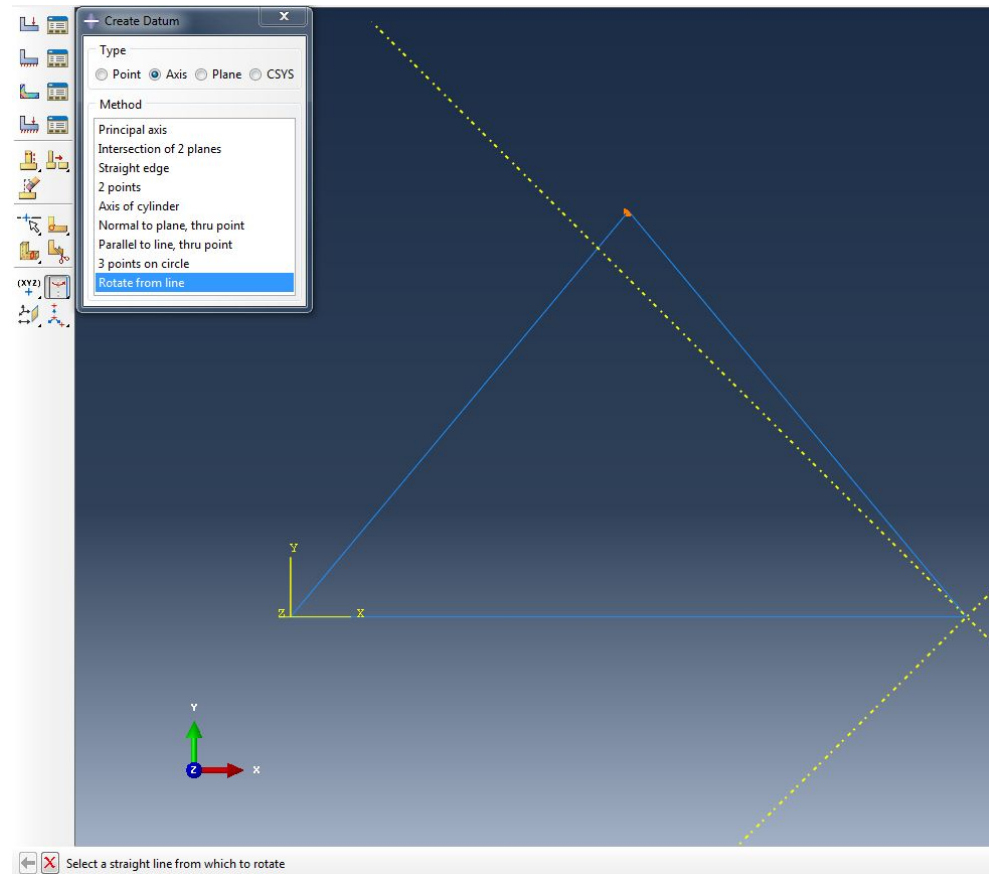 Create Datum
X
Type
Point Axis Plane CSYS
Method
Principal axis
Intersection of 2 planes
Straight edge
2 points
Axis of cylinder
Normal to plane, thru point
Parallel to line, thru point
3 points on circle
Rotate from line
(XYZ)
Y
Z X
Y
Z X
Select a straight line from which to rotate